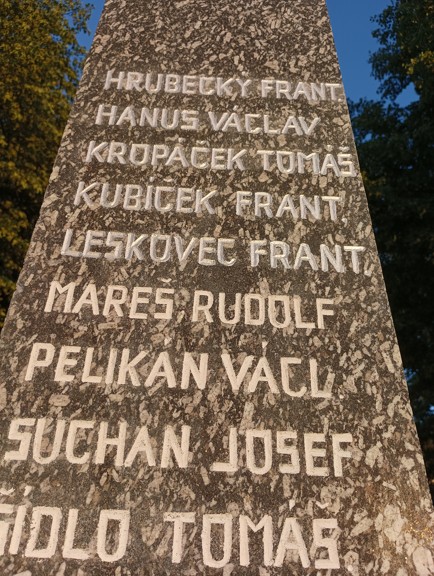 HRUBECKÝ FRANT
HANUS VÁCLAV
KROPÁČEK TOMÁŠ
KUBÍČEK FRANT.
LESKOVEC FRANT.
MAREŠ RUDOLF
PELIKÁN VÁCL.
SUCHAN JOSEF
ŠÍDLO TOMÁŠ